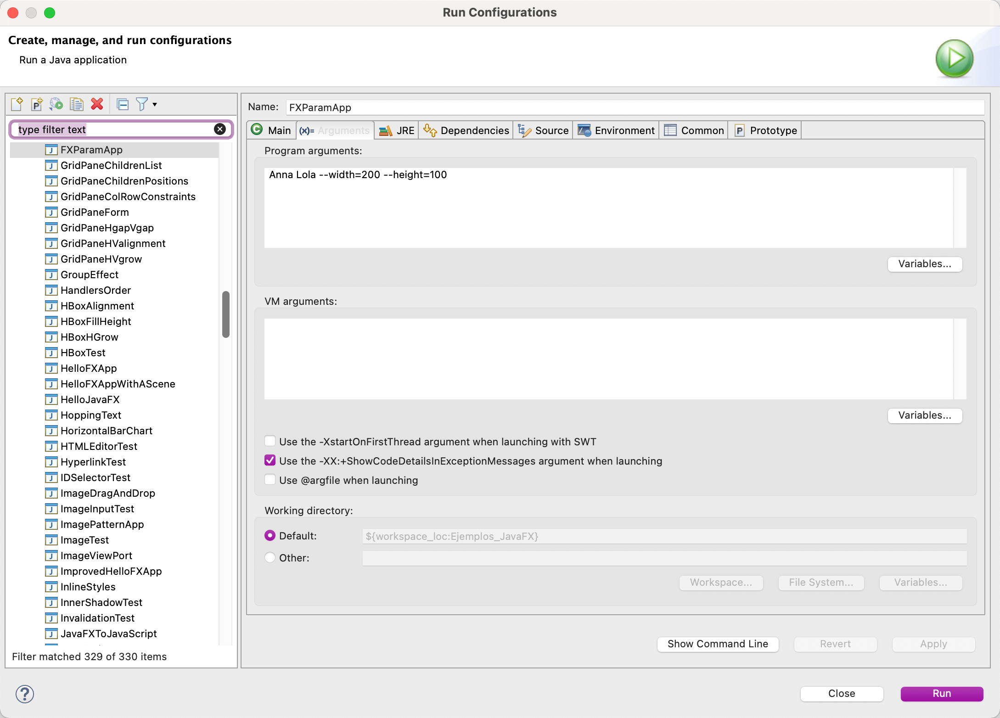 Run Configurations
Create, manage, and run configurations
Run a Java application
type filter text
FXParamApp
GridPaneChildrenList
GridPaneChildrenPositions
GridPaneColRowConstraints
GridPaneForm
GridPaneHgapVgap
GridPaneHValignment
GridPaneHVgrow
GroupEffect
HandlersOrder
HBoxAlignment
HBoxFillHeight
HBoxHGrow
HBoxTest
HelloFXApp
HelloFXAppWithAScene
HelloJavaFX
HoppingText
HorizontalBarChart
HTMLEditorTest
HyperlinkTest
IDSelectorTest
ImageDragAndDrop
ImageInputTest
ImagePatternApp
ImageTest
ImageViewPort
ImprovedHelloFXApp
InlineStyles
InnerShadowTest
InvalidationTest
JavaFXToJavaScript
Filter matched 329 of 330 items
Name: FXParamApp
Main (x)= Arguments JRE Dependencies Source Environment Common P Prototype
Program arguments:
Anna Lola --width=200 --height=100
Variables...
VM arguments:
Variables...
Use the -XstartOnFirstThread argument when launching with SWT
Use the -XX:+ShowCodeDetailsInExceptionMessages argument when launching
Use @argfile when launching
Working directory:
Default: ${workspace_loc:Ejemplos_JavaFX}
Other:
Workspace... File System... Variables...
Show Command Line Revert Apply
? Close Run